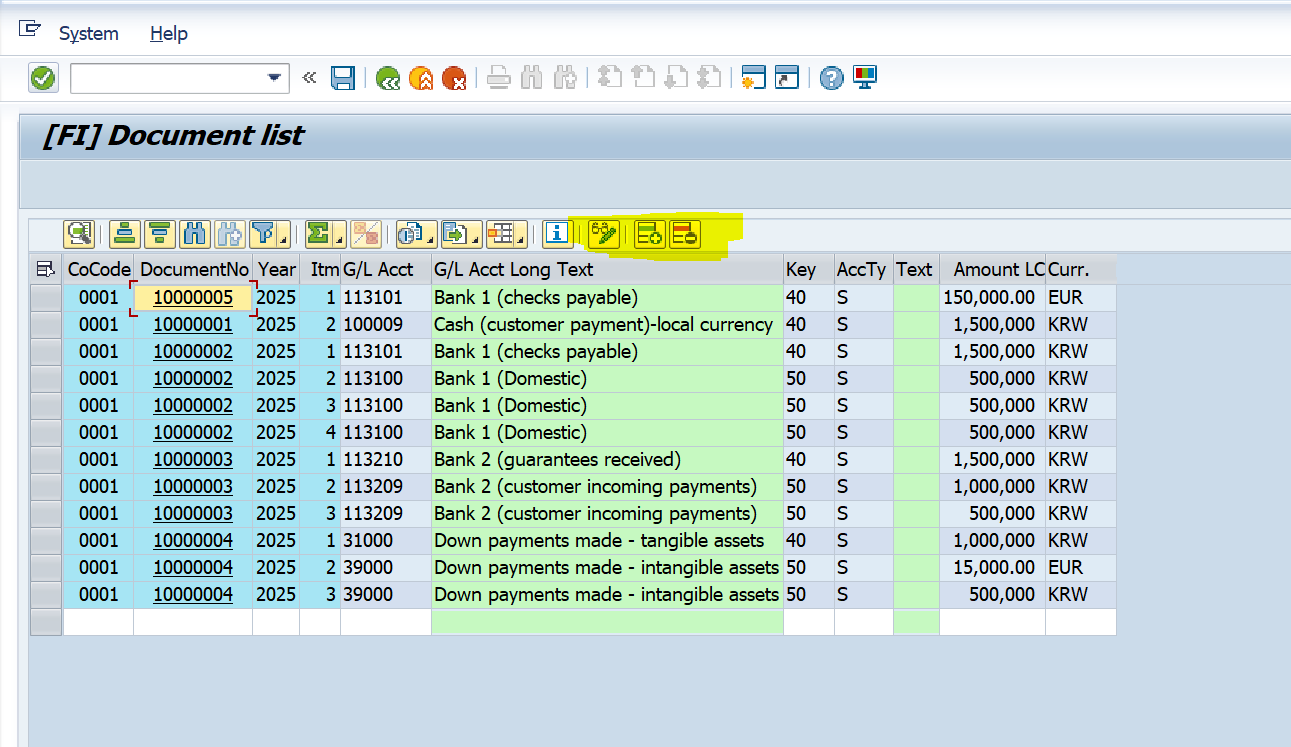 System Help
[FI] Document list
CoCode DocumentNo Year Itm G/L Acct G/L Acct Long Text Key AccTy Text Amount LC Curr.
0001 10000005 2025 1 113101 Bank 1 (checks payable) 40 S 150,000.00 EUR
0001 10000001 2025 2 100009 Cash (customer payment)-local currency 40 S 1,500,000 KRW
0001 10000002 2025 1 113101 Bank 1 (checks payable) 40 S 1,500,000 KRW
0001 10000002 2025 2 113100 Bank 1 (Domestic) 50 S 500,000 KRW
0001 10000002 2025 3 113100 Bank 1 (Domestic) 50 S 500,000 KRW
0001 10000002 2025 4 113100 Bank 1 (Domestic) 50 S 500,000 KRW
0001 10000003 2025 1 113210 Bank 2 (guarantees received) 40 S 1,500,000 KRW
0001 10000003 2025 2 113209 Bank 2 (customer incoming payments) 50 S 1,000,000 KRW
0001 10000003 2025 3 113209 Bank 2 (customer incoming payments) 50 S 500,000 KRW
0001 10000004 2025 1 31000 Down payments made - tangible assets 40 S 1,000,000 KRW
0001 10000004 2025 2 39000 Down payments made - intangible assets 50 S 15,000.00 EUR
0001 10000004 2025 3 39000 Down payments made - intangible assets 50 S 500,000 KRW